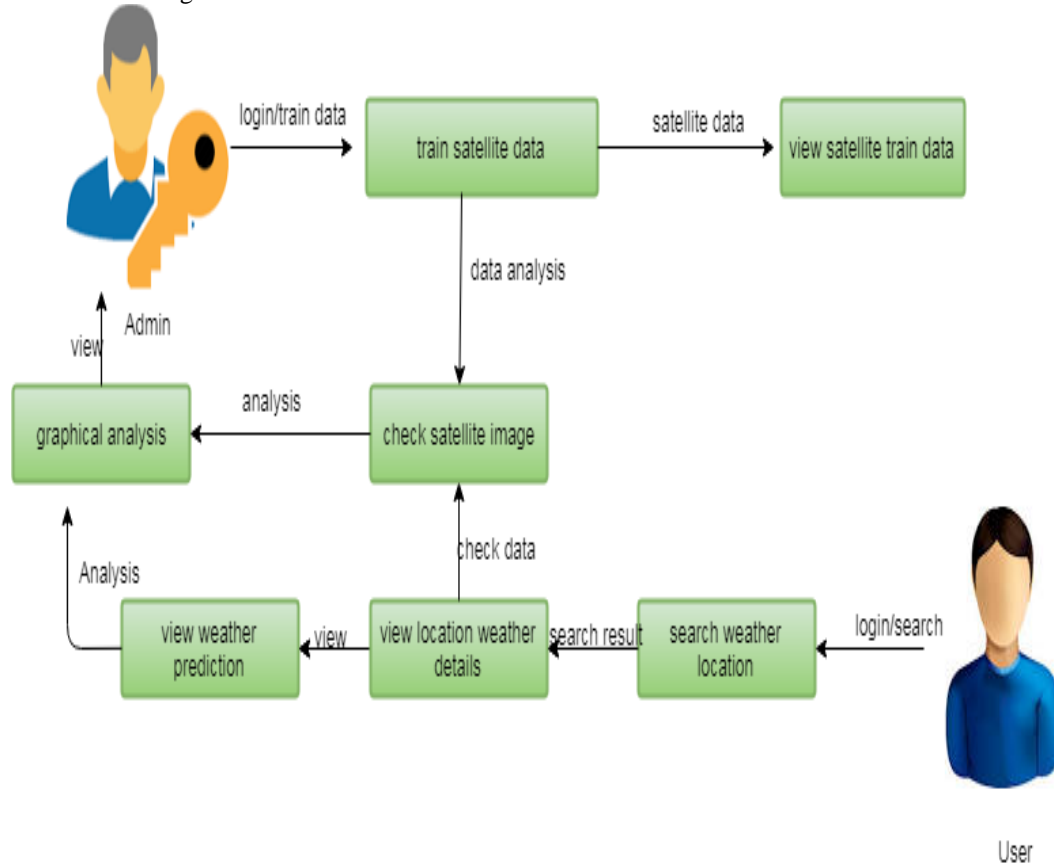 login/train data
train satellite data
satellite data
view satellite train data
data analysis
Admin
view
graphical analysis
analysis
check satellite image
check data
Analysis
view weather
prediction
view
view location weather
details
search result
search weather
location
login/search
User